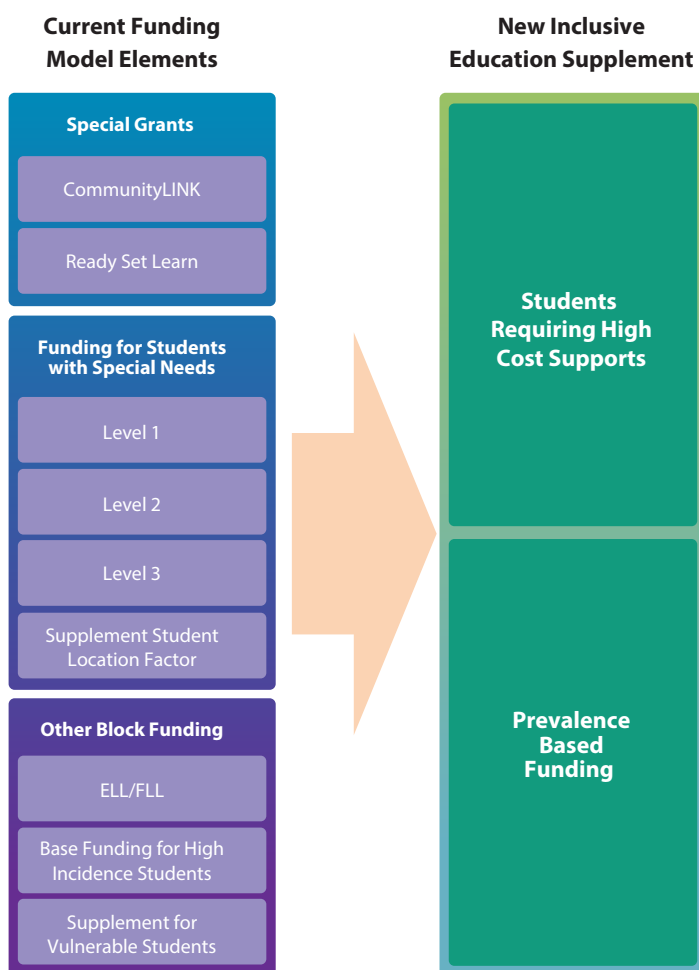 Current Funding
Model Elements
Special Grants
CommunityLINK
Ready Set Learn
Funding for Students
with Special Needs
Level 1
Level 2
Level 3
Supplement Student
Location Factor
Other Block Funding
ELL/FLL
Base Funding for High
Incidence Students
Supplement for
Vulnerable Students
New Inclusive
Education Supplement
Students
Requiring High
Cost Supports
Prevalence
Based
Funding